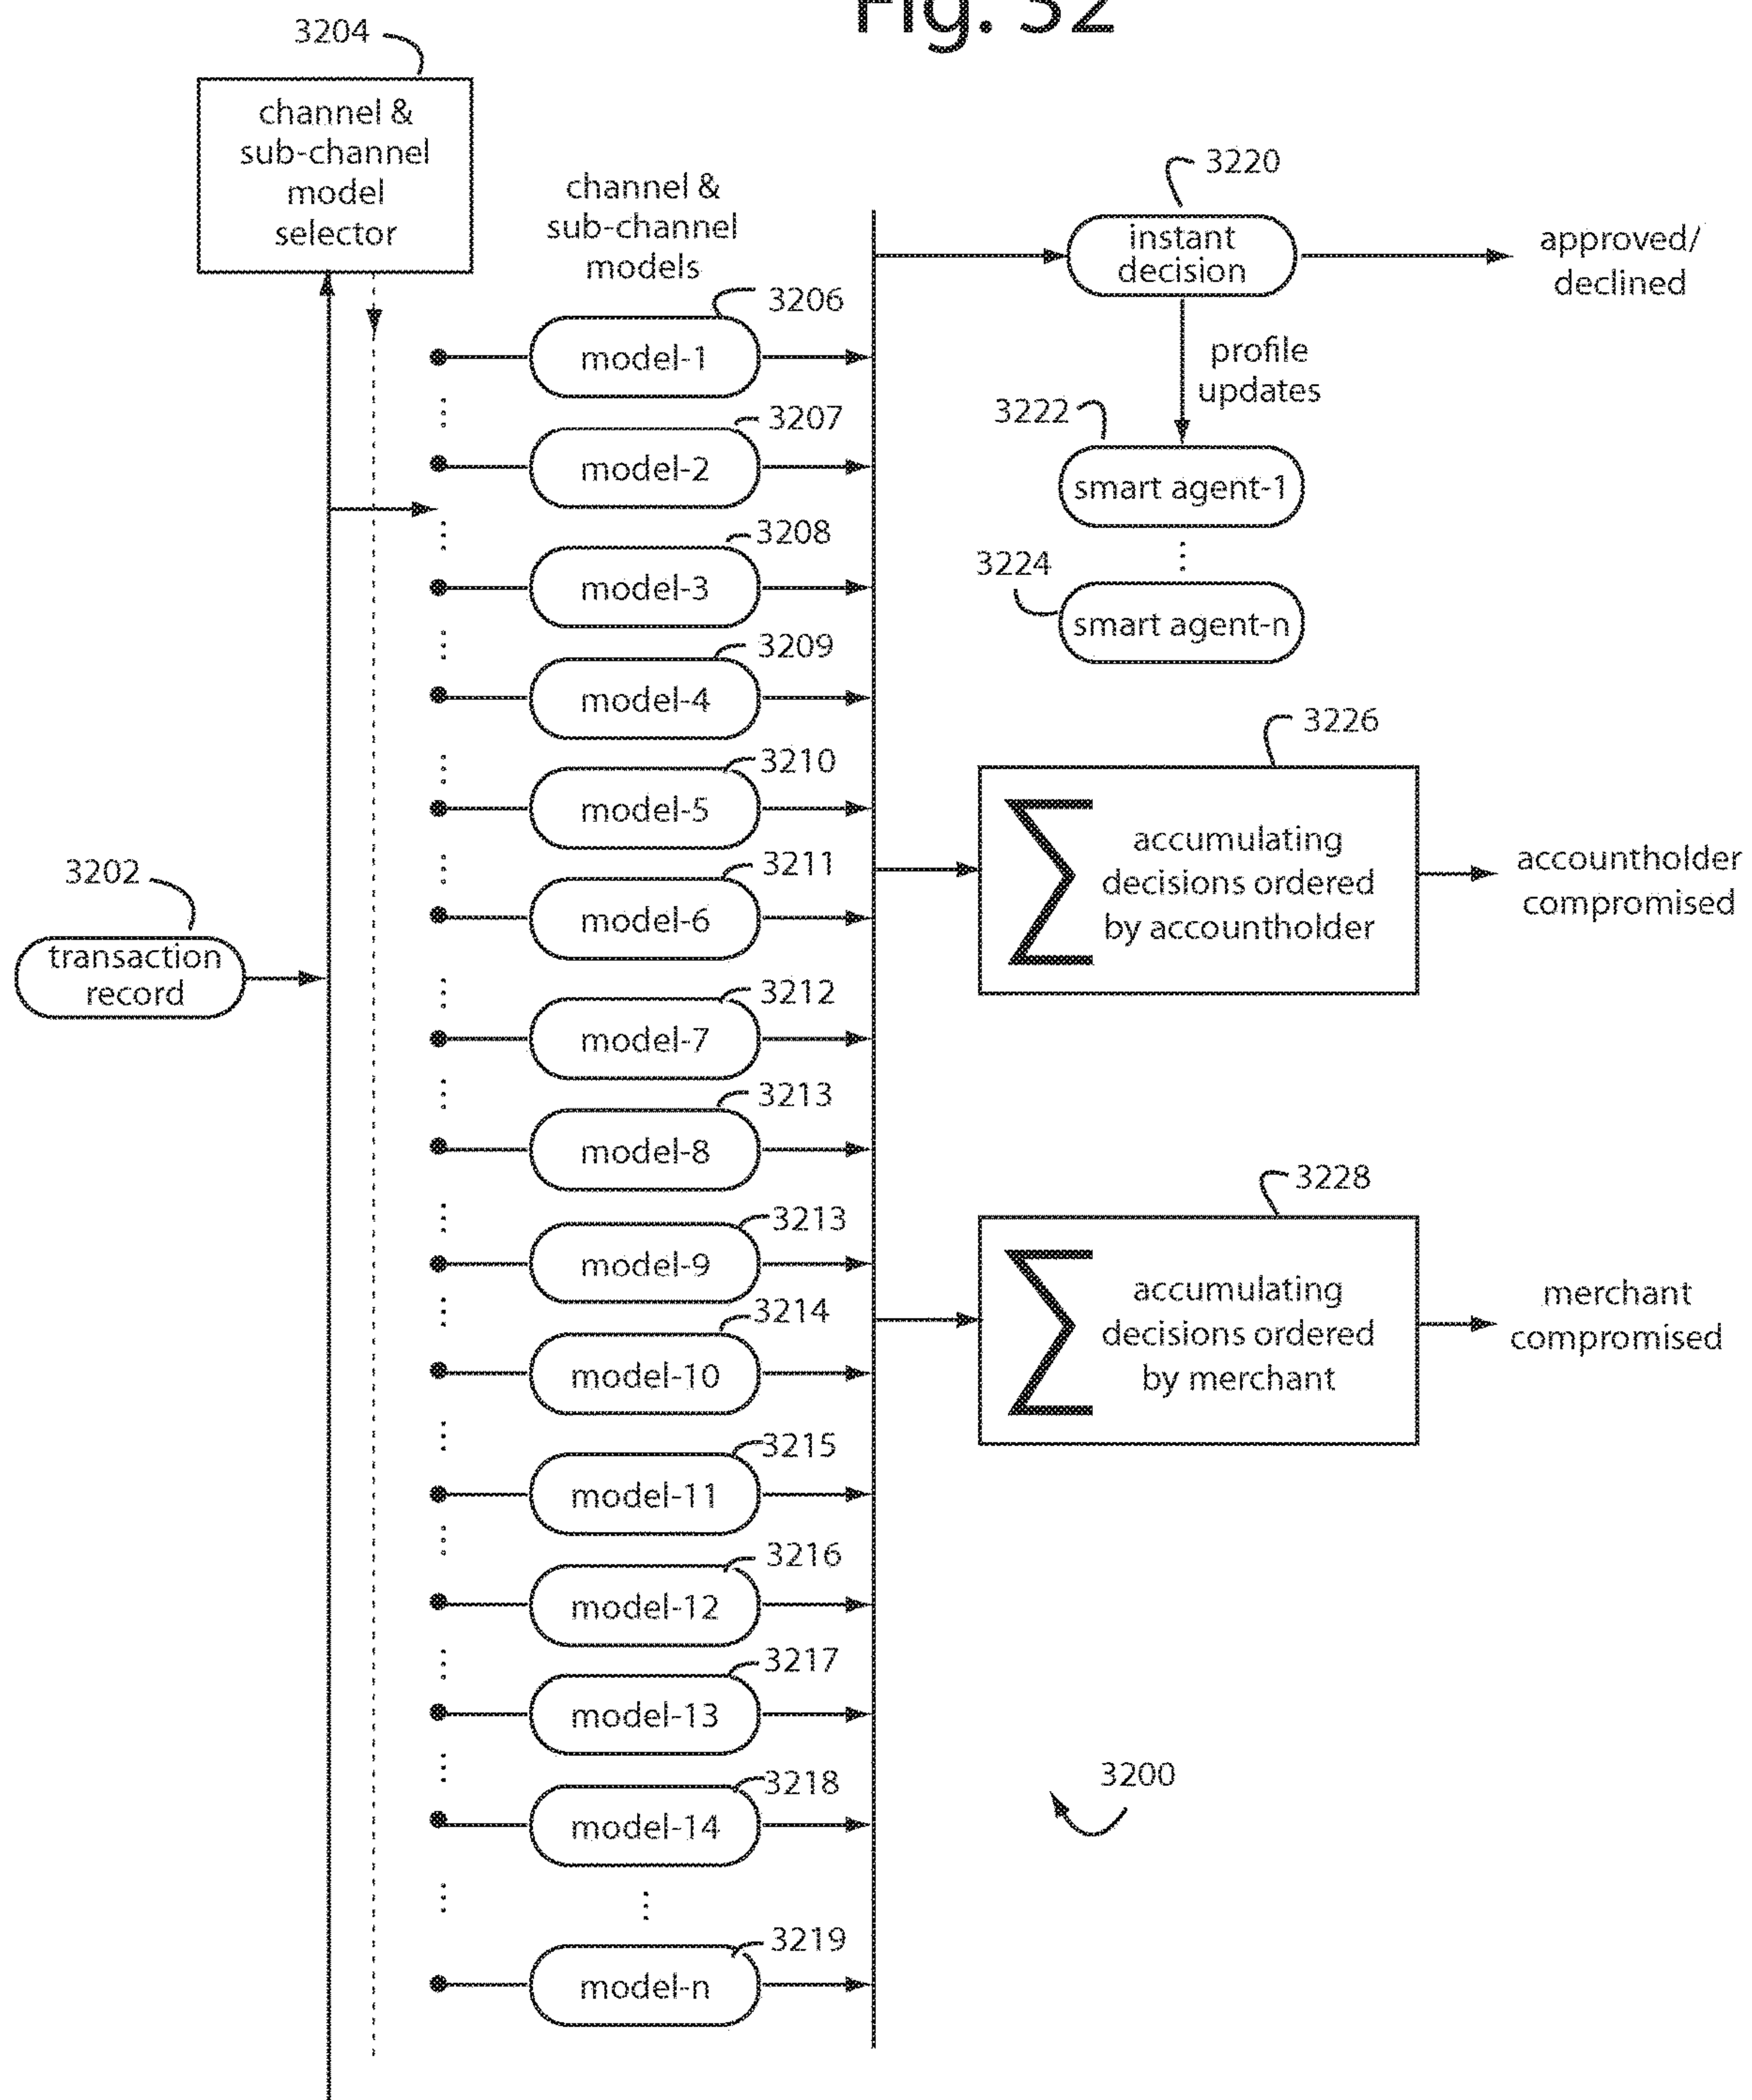 Fig. 32
3204
channel &
sub-channel
model
selector
channel &
sub-channel
models
3206
model-1
3207
model-2
3208
model-3
3209
model-4
3210
model-5
3211
model-6
3212
model-7
3213
model-8
3213
model-9
3214
model-10
3215
model-11
3216
model-12
3217
model-13
3218
model-14
3219
model-n
3202
transaction
record
3220
instant
decision
approved/
declined
profile
updates
3222
smart agent-1
3224
smart agent-n
3226
∑
accumulating
decisions ordered
by accountholder
accountholder
compromised
3228
∑
accumulating
decisions ordered
by merchant
merchant
compromised
3200